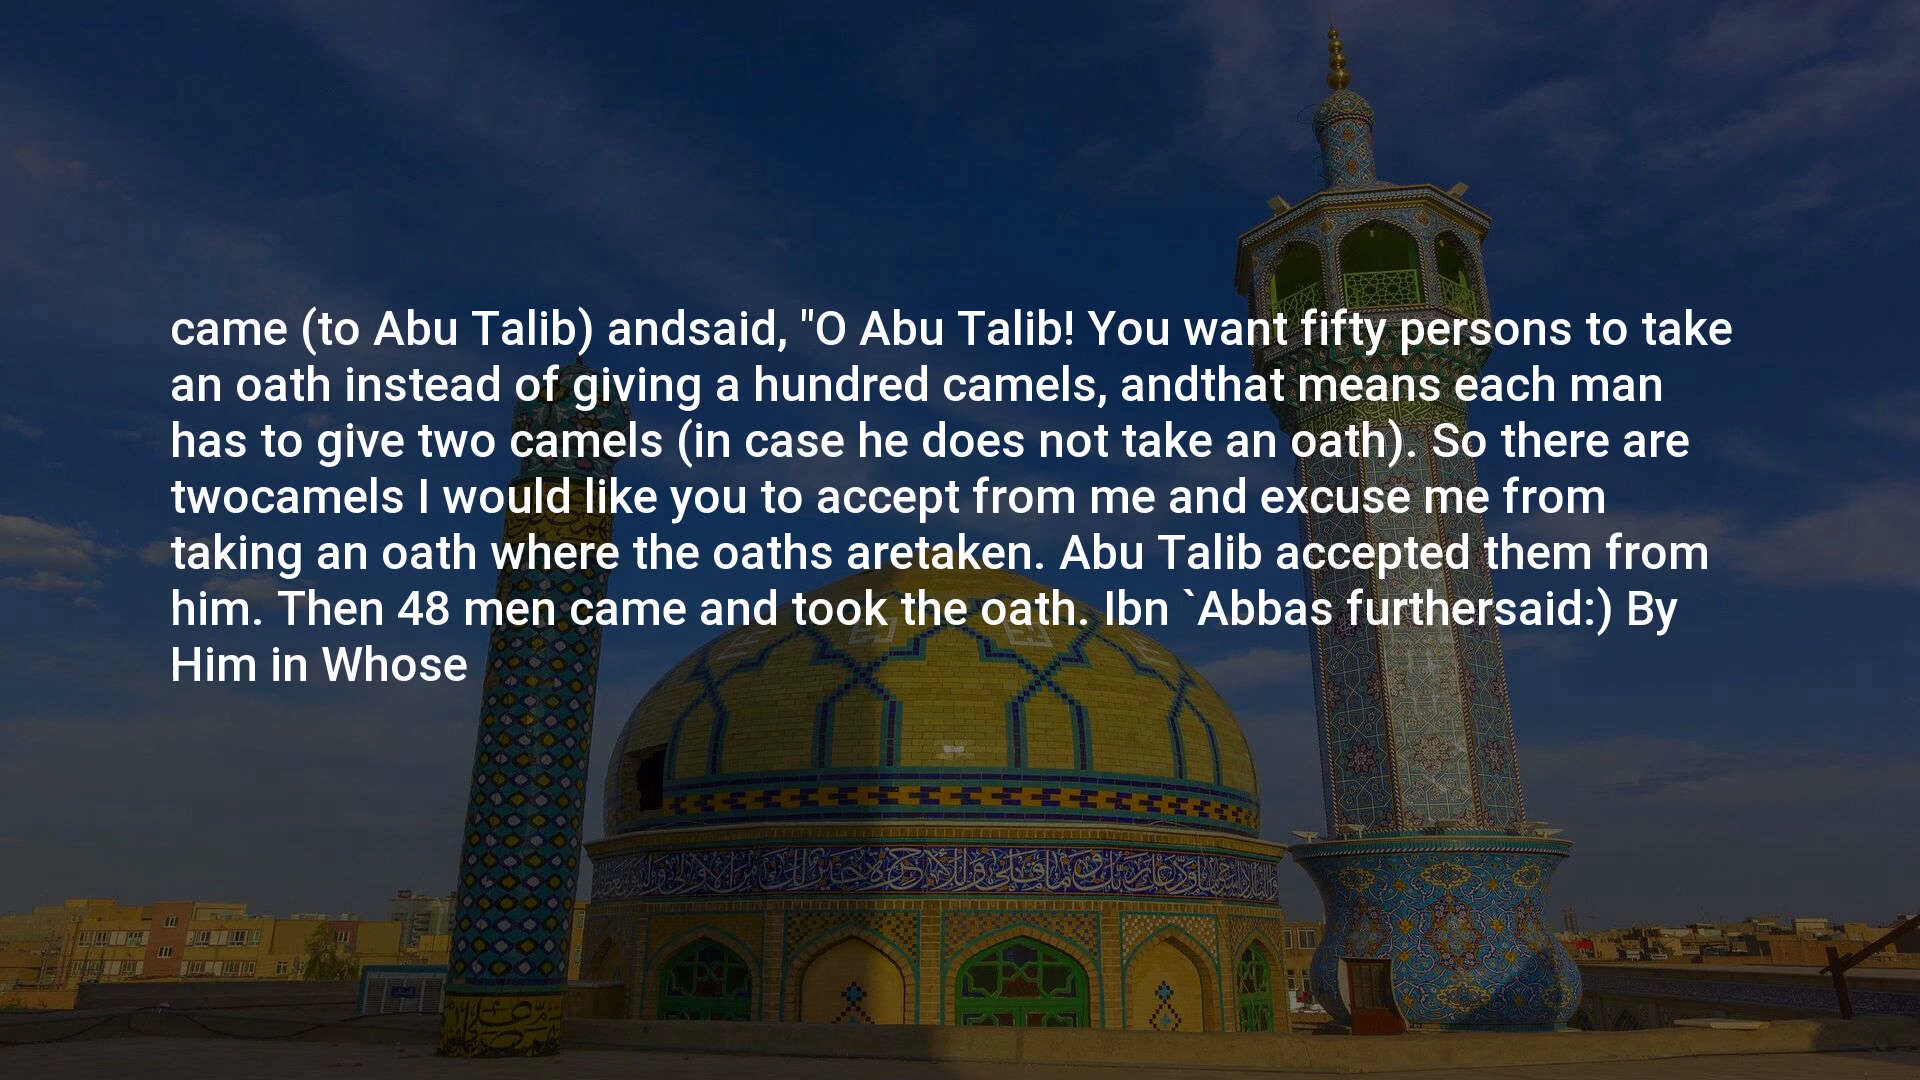 came (to Abu Talib) andsaid, "O Abu Talib! You want fifty persons to take
an oath instead of giving a hundred camels, andthat means each man
has to give two camels (in case he does not take an oath). So there are
twocamels I would like you to accept from me and excuse me from
taking an oath where the oaths aretaken. Abu Talib accepted them from
him. Then 48 men came and took the oath. Ibn `Abbas furthersaid:) By
Him in Whose